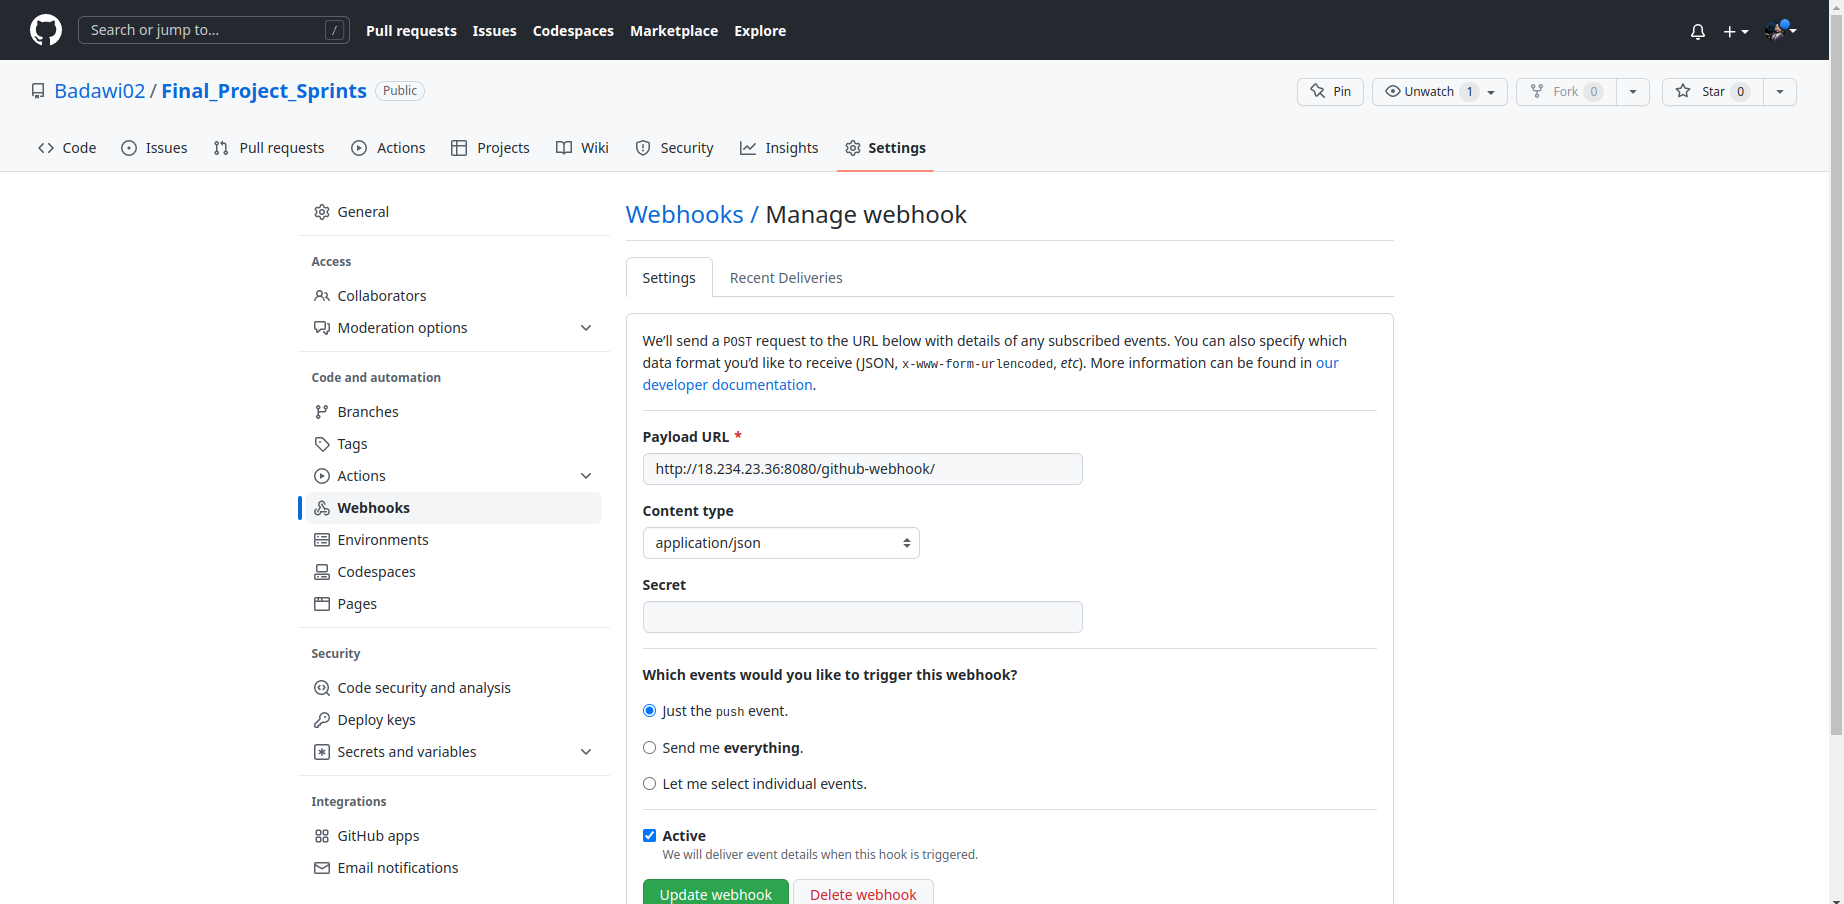 Search or jump to... /
Pull requests Issues Codespaces Marketplace Explore
Badawi02 / Final_Project_Sprints Public
Pin Unwatch 1 Fork 0 Star 0
Code Issues Pull requests Actions Projects Wiki Security Insights Settings
General
Access
Collaborators
Moderation options
Code and automation
Branches
Tags
Actions
Webhooks
Environments
Codespaces
Pages
Security
Code security and analysis
Deploy keys
Secrets and variables
Integrations
GitHub apps
Email notifications
Webhooks / Manage webhook
Settings Recent Deliveries
We’ll send a POST request to the URL below with details of any subscribed events. You can also specify which
data format you’d like to receive (JSON, x-www-form-urlencoded, etc). More information can be found in our
developer documentation.
Payload URL *
http://18.234.23.36:8080/github-webhook/
Content type
application/json
Secret
Which events would you like to trigger this webhook?
Just the push event.
Send me everything.
Let me select individual events.
Active
We will deliver event details when this hook is triggered.
Update webhook Delete webhook